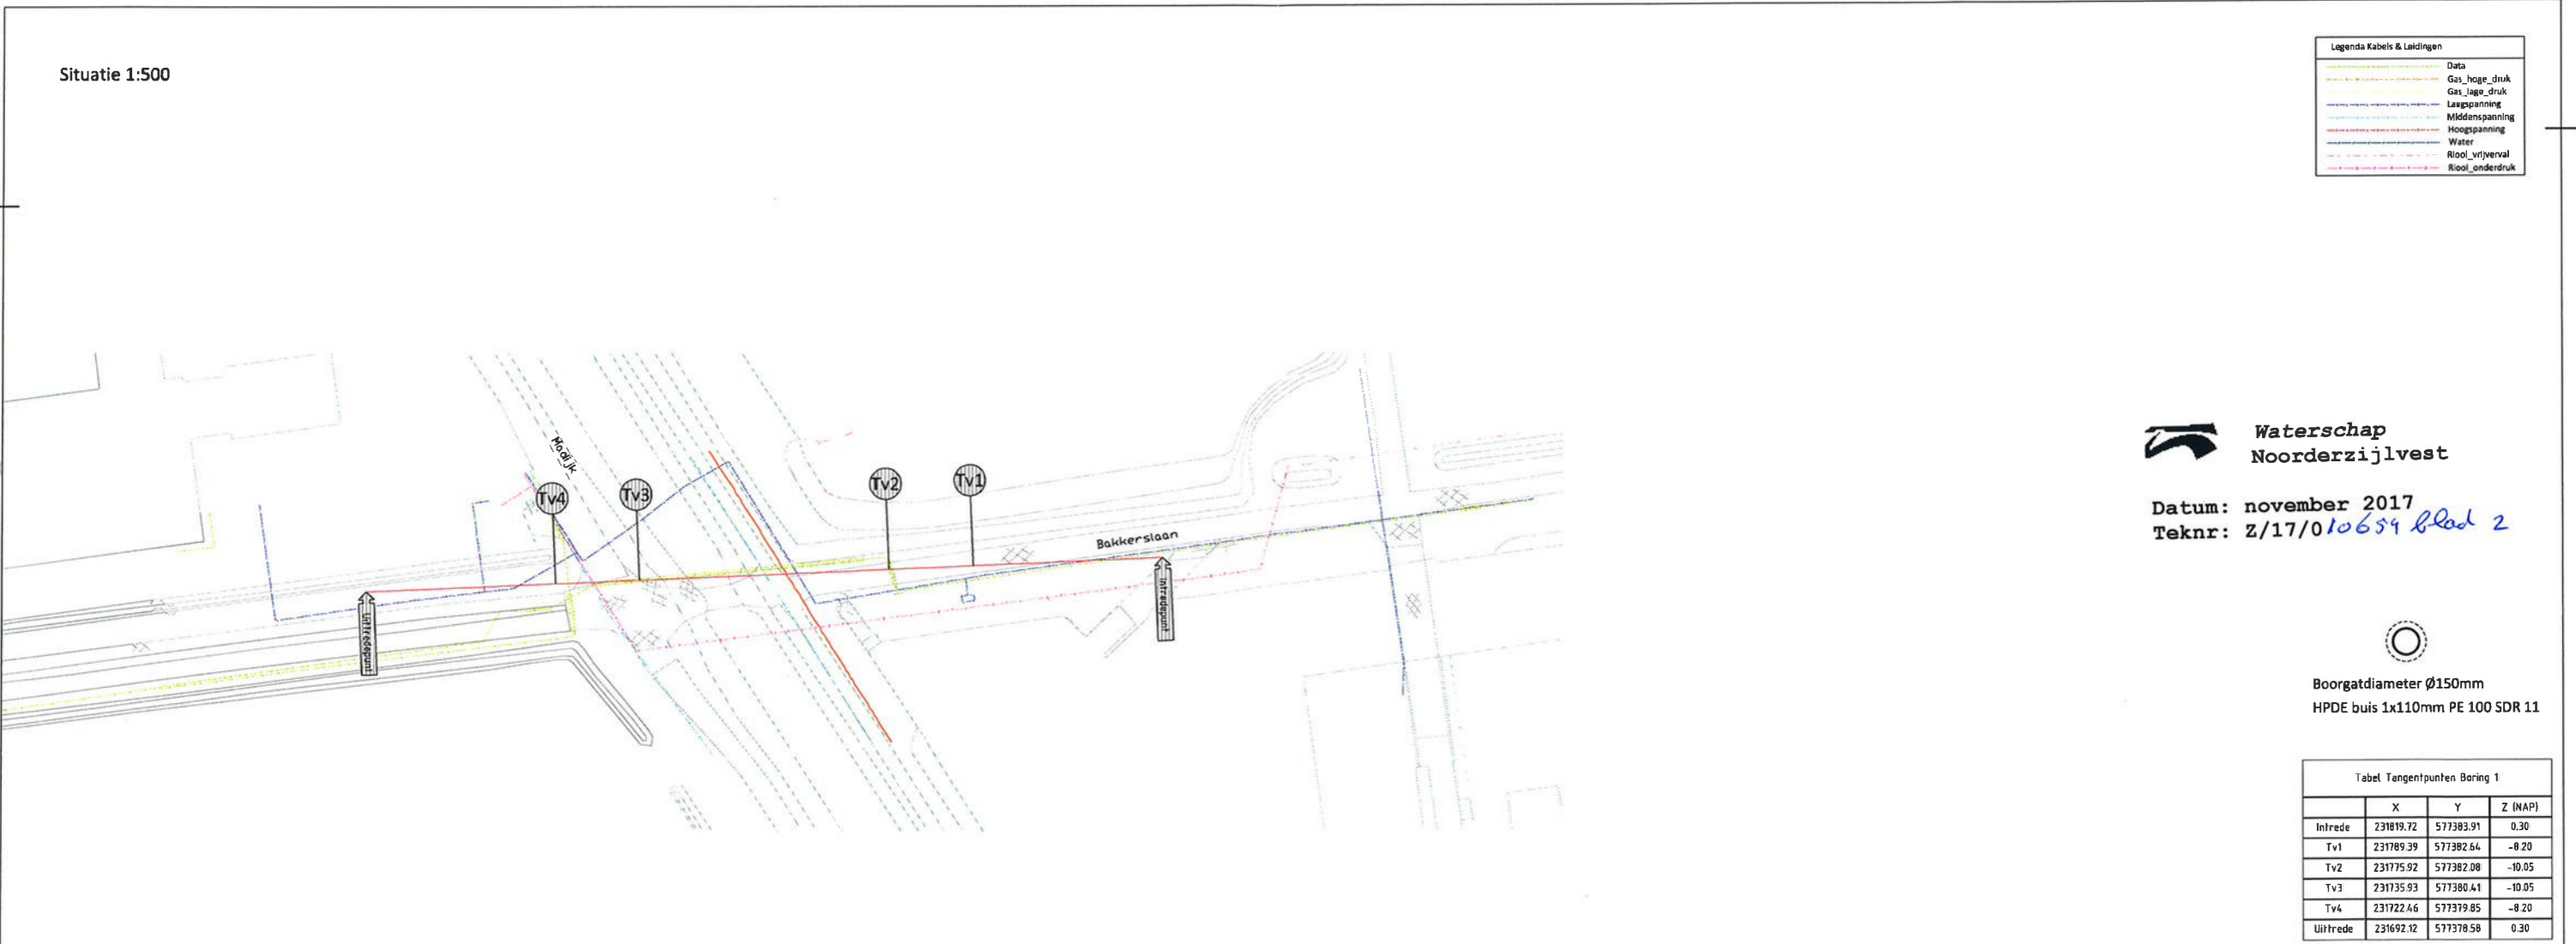 Situatie 1:500
Legenda Kabels & Leidingen
Data
Gas_hoge_druk
Gas_lage_druk
Laagspanning
Middenspanning
Hoogspanning
Water
Riool_vrijverval
Riool_onderdruk
Madijk
Tv4
Tv3
Tv2
Tv1
Bakkerslaan
Uittredepunt
Intredepunt
Waterschap
Noorderzijlvest
Datum: november 2017
Teknr: Z/17/010659 blad 2
Boorgatdiameter Ø150mm
HPDE buis 1x110mm PE 100 SDR 11
Tabel Tangentpunten Boring 1
X Y Z (NAP)
Intrede 231819.72 577383.91 0.30
Tv1 231789.39 577382.64 -8.20
Tv2 231775.92 577382.08 -10.05
Tv3 231735.93 577380.41 -10.05
Tv4 231722.46 577379.85 -8.20
Uittrede 231692.12 577378.58 0.30